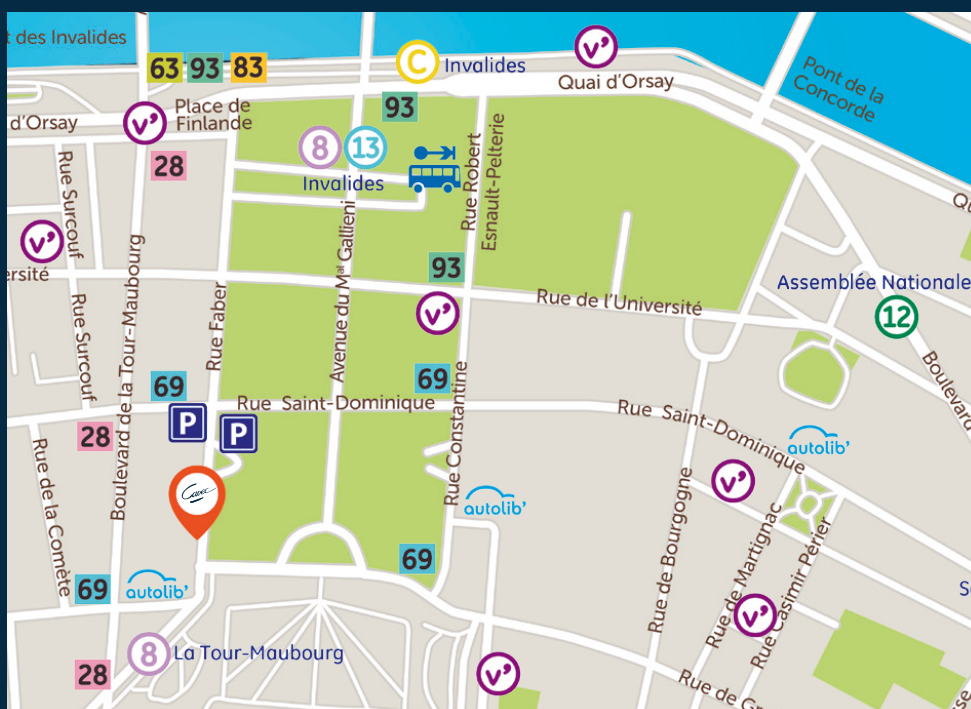 t des Invalides
63 93 83
C Invalides
v'
Quai d'Orsay
Pont de la
Concorde
d'Orsay
v'
Place de
Finlande
93
28
8 13
Invalides
Rue Surcouf
Rue Robert
Esnault-Pelterie
Qu
v'
ersité
Boulevard de la Tour-Maubourg
Rue Faber
Avenue du Mal Gallieni
93
v'
Rue de l'Université
Assemblée Nationale
12
Boulevard
Rue Surcouf
69
69
Rue Saint-Dominique
Rue Saint-Dominique
P
P
28
autolib'
Rue de la Comète
Cavec
Rue Constantine
autolib'
v'
Rue de Bourgogne
Rue de Martignac
Rue Casimir Périer
69
69
autolib'
v'
S
8 La Tour-Maubourg
28
v'
Rue de Gr